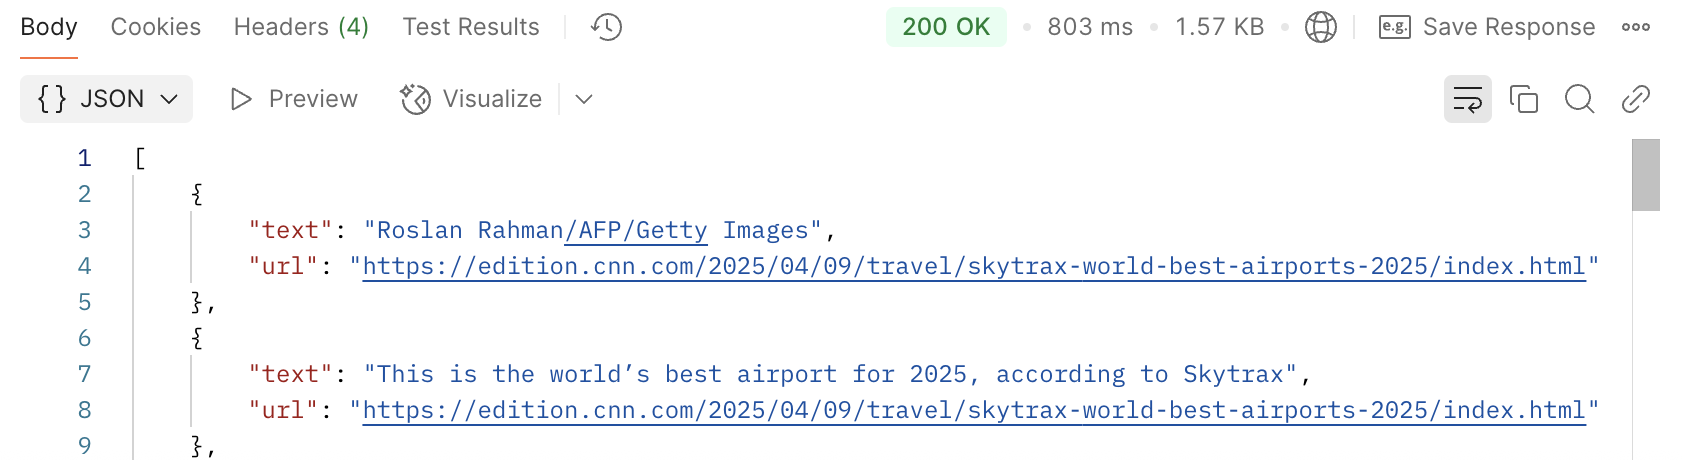 Body Cookies Headers (4) Test Results 200 OK • 803 ms • 1.57 KB • e.g. Save Response
{} JSON Preview Visualize
1 [
2 {
3 "text": "Roslan Rahman/AFP/Getty Images",
4 "url": "https://edition.cnn.com/2025/04/09/travel/skytrax-world-best-airports-2025/index.html"
5 },
6 {
7 "text": "This is the world’s best airport for 2025, according to Skytrax",
8 "url": "https://edition.cnn.com/2025/04/09/travel/skytrax-world-best-airports-2025/index.html"
9 },